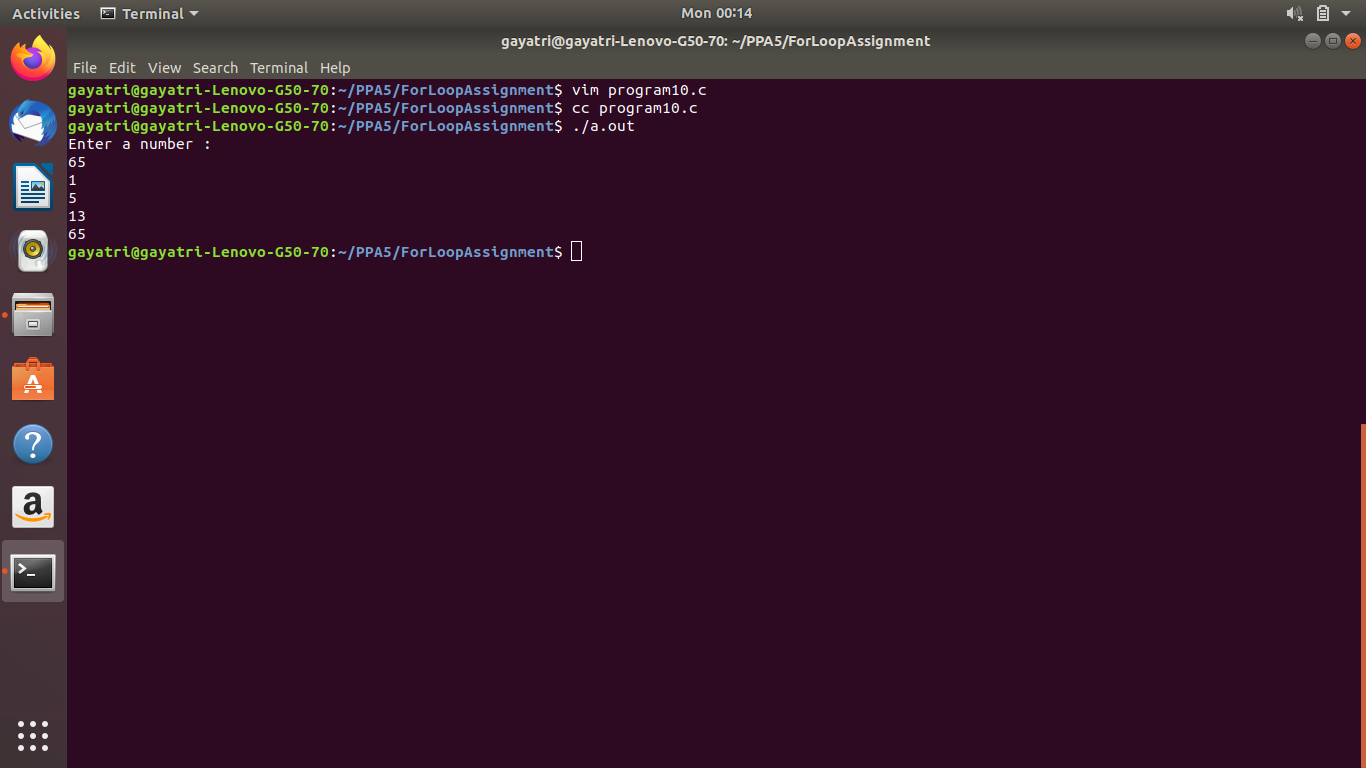 Activities Terminal Mon 00:14
gayatri@gayatri-Lenovo-G50-70: ~/PPA5/ForLoopAssignment
File Edit View Search Terminal Help
gayatri@gayatri-Lenovo-G50-70:~/PPA5/ForLoopAssignment$ vim program10.c
gayatri@gayatri-Lenovo-G50-70:~/PPA5/ForLoopAssignment$ cc program10.c
gayatri@gayatri-Lenovo-G50-70:~/PPA5/ForLoopAssignment$ ./a.out
Enter a number :
65
1
5
13
65
gayatri@gayatri-Lenovo-G50-70:~/PPA5/ForLoopAssignment$